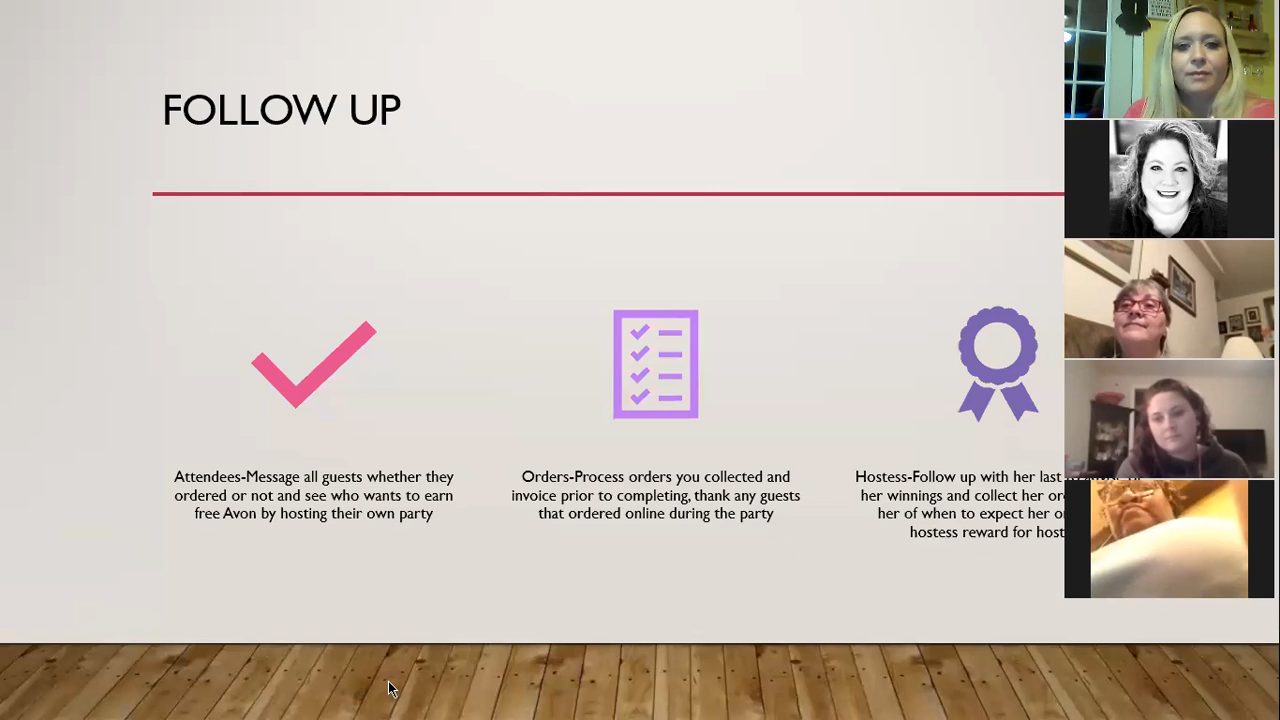 FOLLOW UP
Attendees-Message all guests whether they
ordered or not and see who wants to earn
free Avon by hosting their own party
Orders-Process orders you collected and
invoice prior to completing, thank any guests
that ordered online during the party
Hostess-Follow up with her last
her winnings and collect her
her of when to expect her
hostess reward for